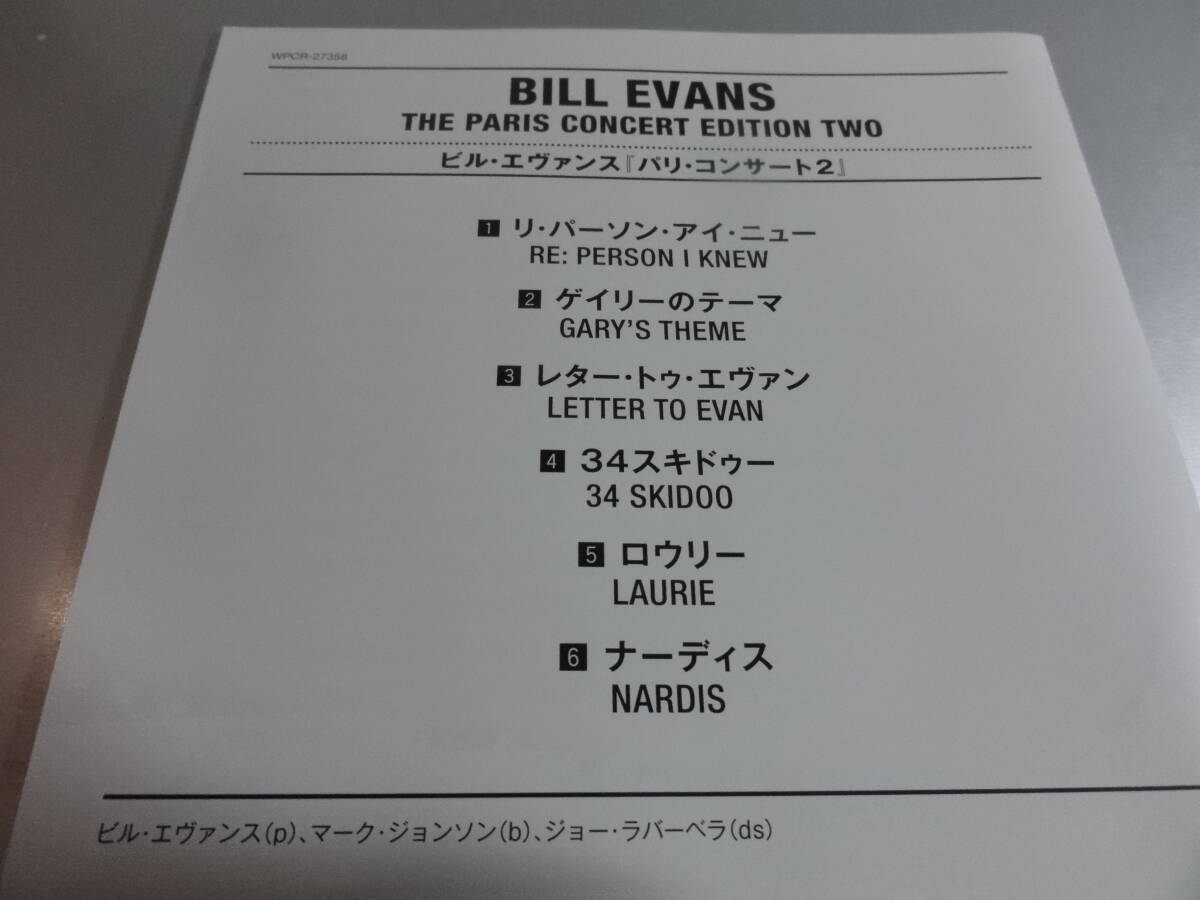 WPCR-27358
BILL EVANS
THE PARIS CONCERT EDITION TWO
ビル・エヴァンス『パリ・コンサート2』
1 リ・パーソン・アイ・ニュー
RE: PERSON I KNEW
2 ゲイリーのテーマ
GARY'S THEME
3 レター・トゥ・エヴァン
LETTER TO EVAN
4 34スキドゥー
34 SKIDOO
5 ロウリー
LAURIE
6 ナーディス
NARDIS
ビル・エヴァンス(p)、マーク・ジョンソン(b)、ジョー・ラバーベラ(ds)